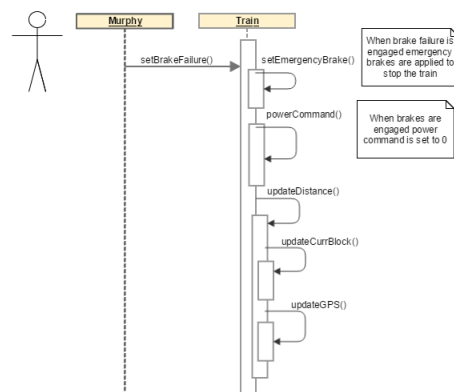 Murphy
Train
When brake failure is
engaged emergency
brakes are applied to
stop the train
setBrakeFailure()
setEmergencyBrake()
powerCommand()
When brakes are
engaged power
command is set to 0
updateDistance()
updateCurrBlock()
updateGPS()